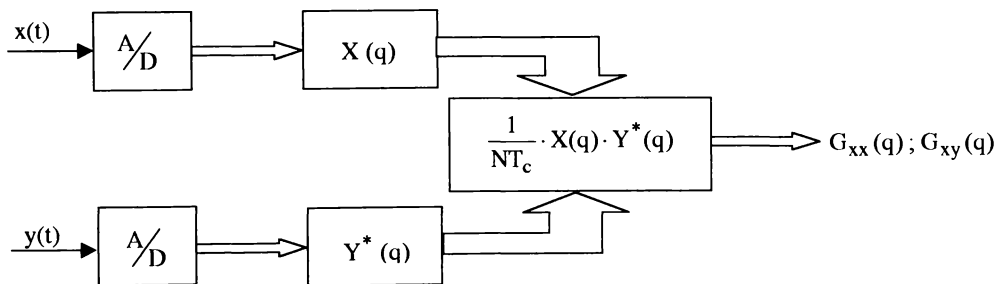 x(t)
A/D
X (q)
1/NT_c · X(q) · Y*(q)
G_xx (q) ; G_xy (q)
y(t)
A/D
Y* (q)